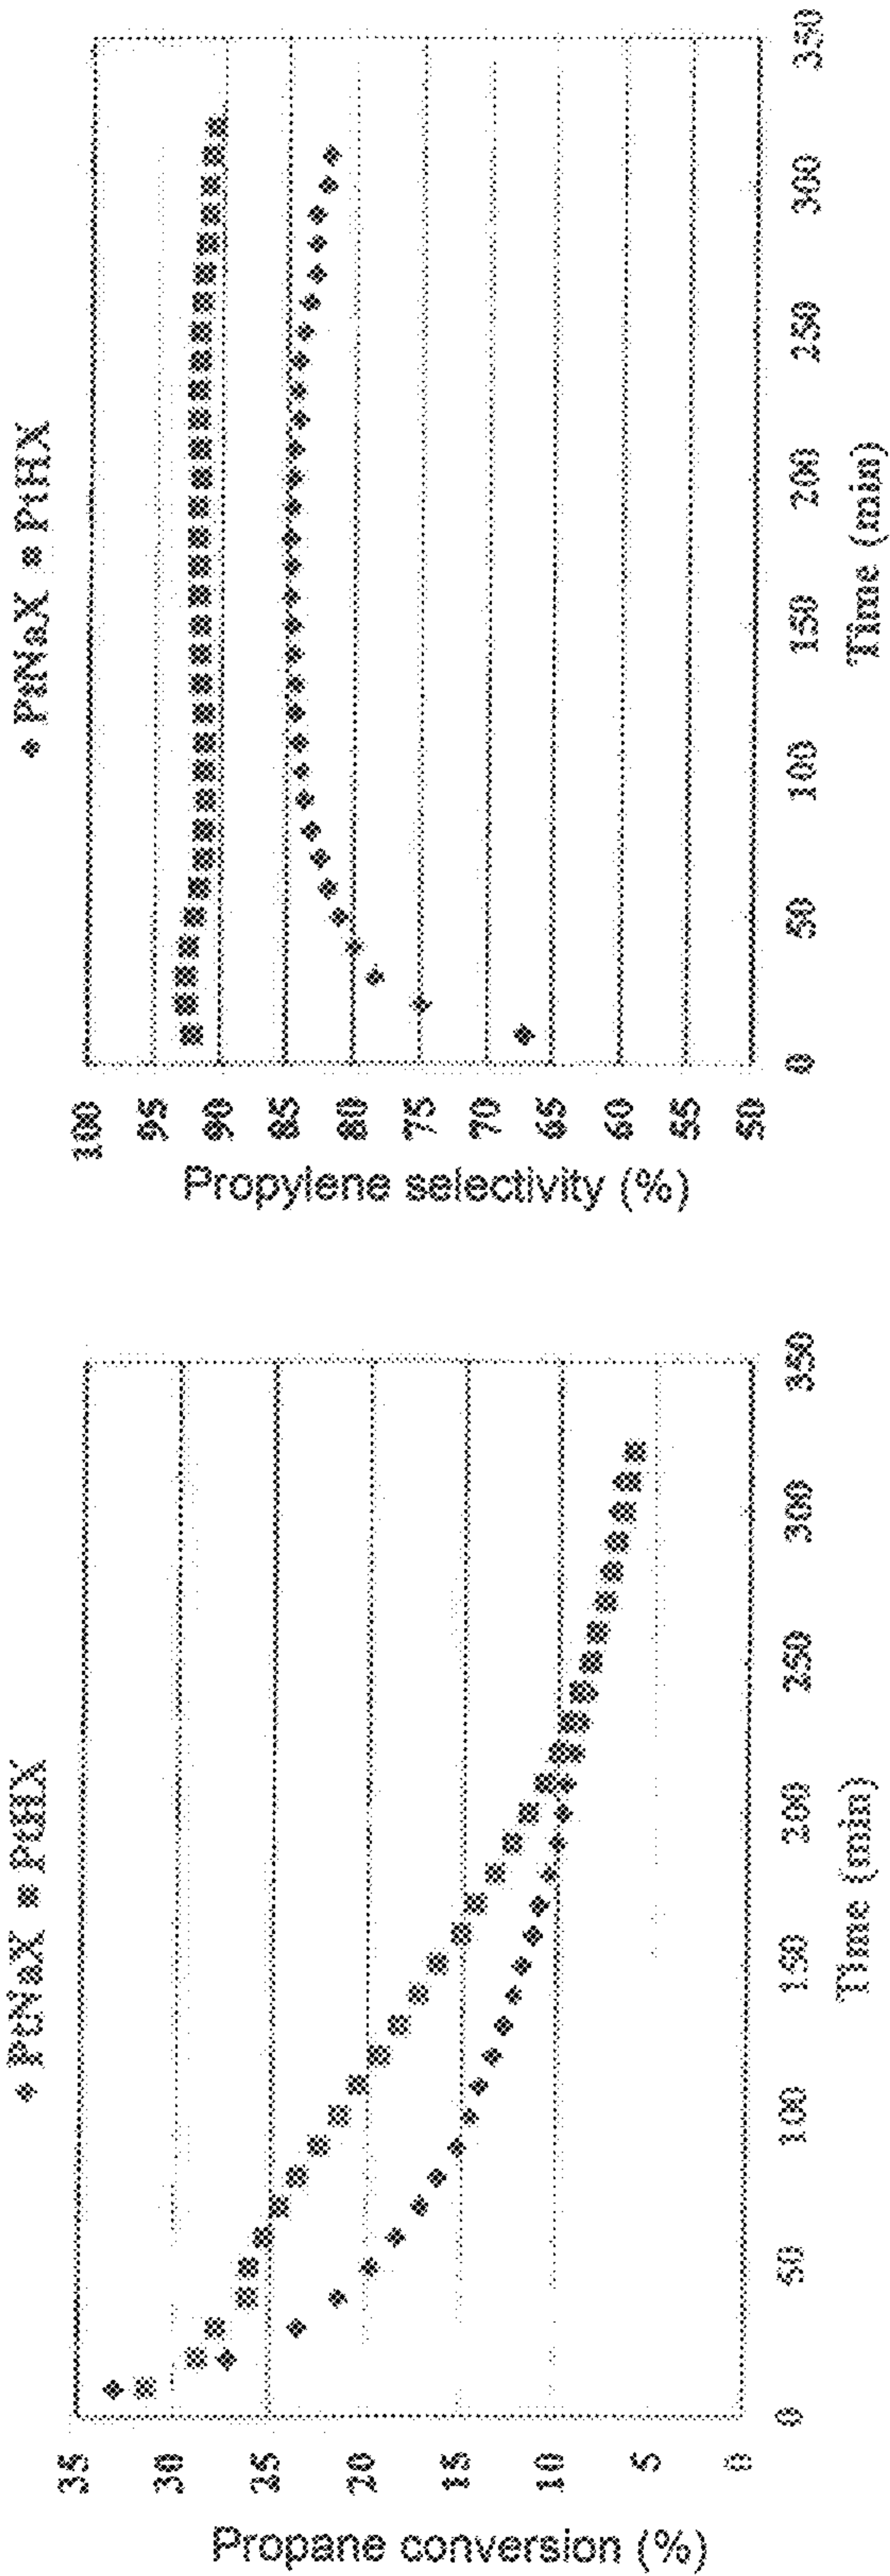 PtNaX PtHX
Propane conversion (%)
35
30
25
20
15
10
5
0
0 50 100 150 200 250 300 350
Time (min)
PtNaX PtHX
Propylene selectivity (%)
100
95
90
85
80
75
70
65
60
55
50
0 50 100 150 200 250 300 350
Time (min)